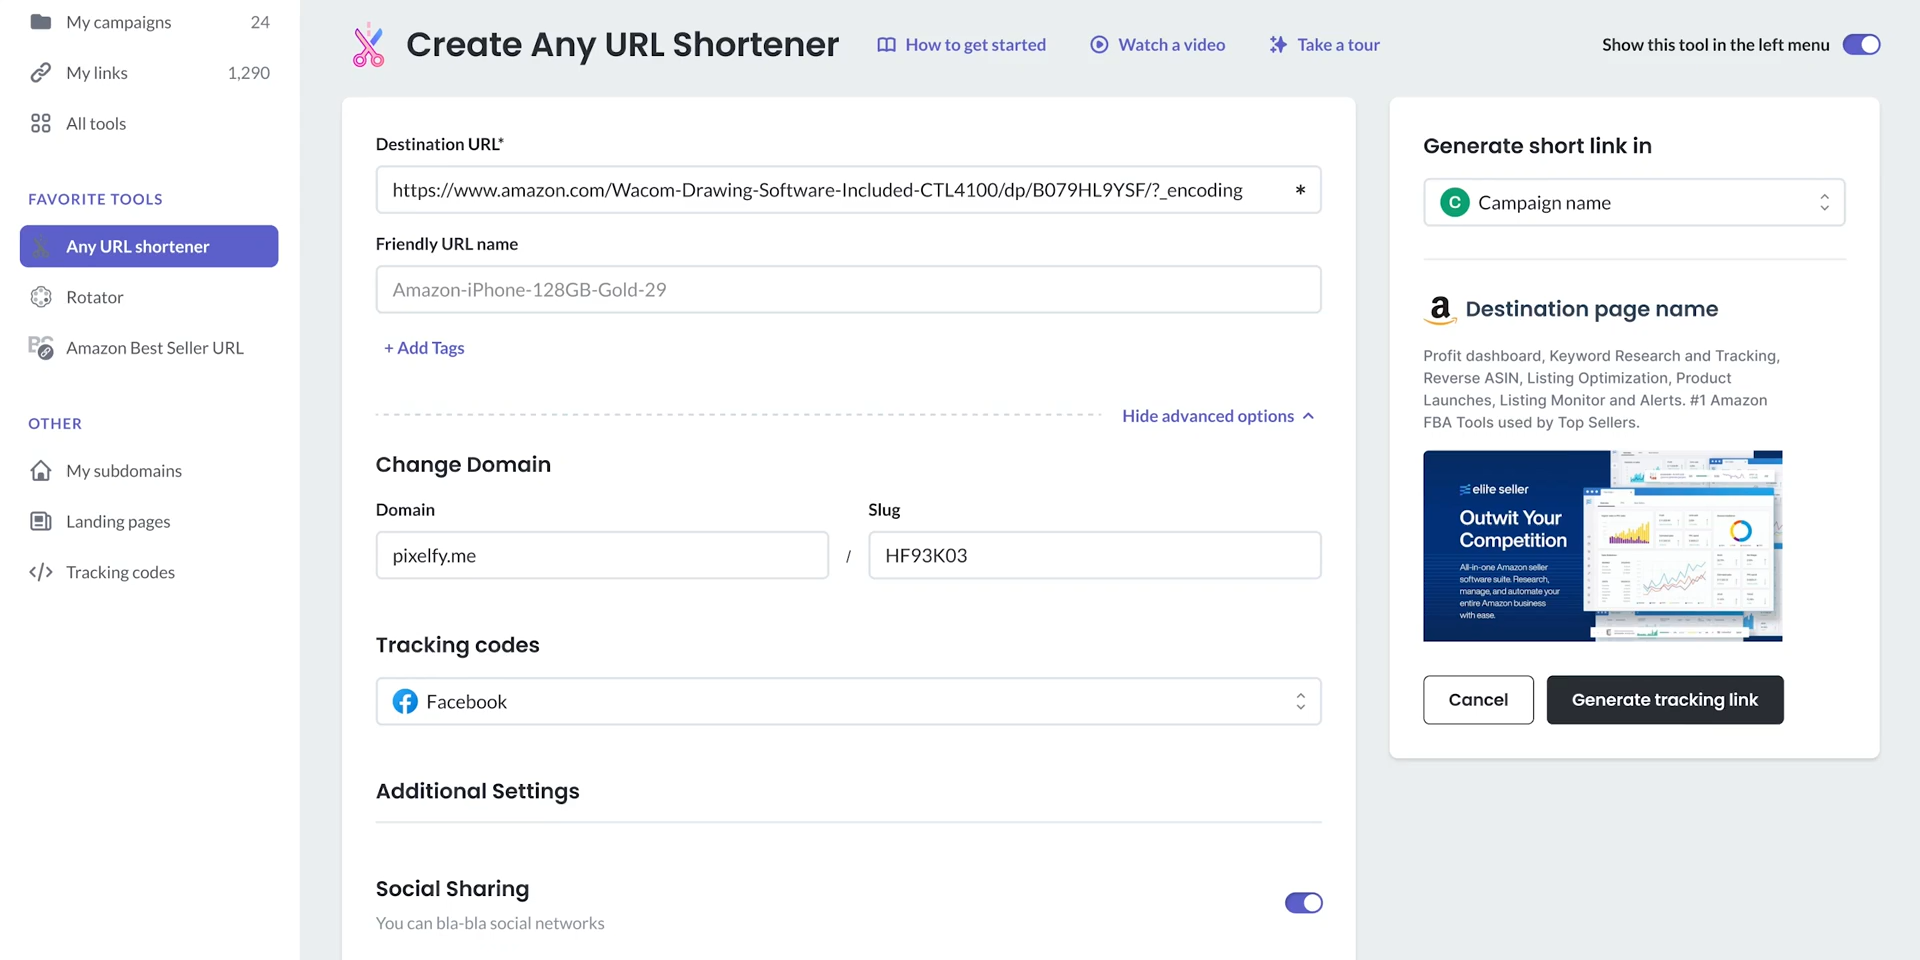 My campaigns 24
My links 1,290
All tools
FAVORITE TOOLS
Any URL shortener
Rotator
Amazon Best Seller URL
OTHER
My subdomains
Landing pages
Tracking codes
Create Any URL Shortener
How to get started
Watch a video
Take a tour
Show this tool in the left menu
Destination URL*
https://www.amazon.com/Wacom-Drawing-Software-Included-CTL4100/dp/B079HL9YSF/?_encoding *
Friendly URL name
Amazon-iPhone-128GB-Gold-29
+ Add Tags
Hide advanced options
Change Domain
Domain
pixelfy.me
/
Slug
HF93K03
Tracking codes
Facebook
Additional Settings
Social Sharing
You can bla-bla social networks
Generate short link in
C Campaign name
a Destination page name
Profit dashboard, Keyword Research and Tracking,
Reverse ASIN, Listing Optimization, Product
Launches, Listing Monitor and Alerts. #1 Amazon
FBA Tools used by Top Sellers.
elite seller
Outwit Your
Competition
All-in-one Amazon seller
software suite. Research,
manage, and automate your
entire Amazon business
with ease.
Cancel
Generate tracking link